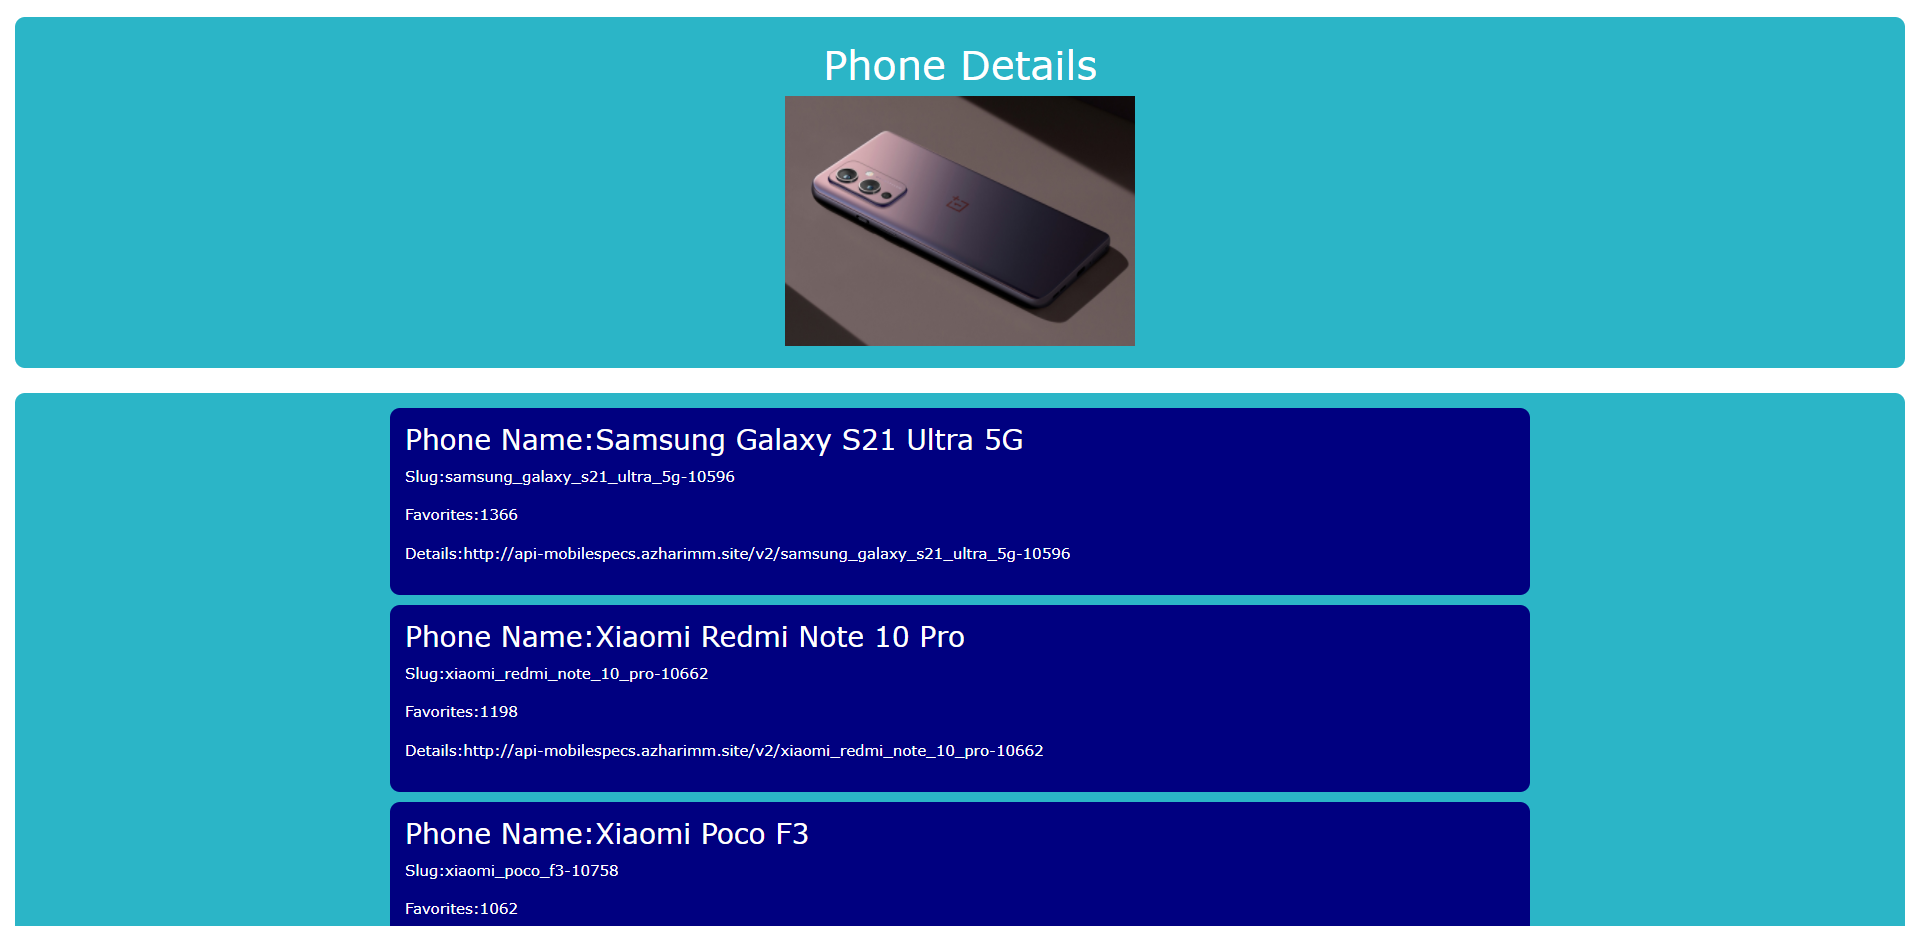 Phone Details
Phone Name:Samsung Galaxy S21 Ultra 5G
Slug:samsung_galaxy_s21_ultra_5g-10596
Favorites:1366
Details:http://api-mobilespecs.azharimm.site/v2/samsung_galaxy_s21_ultra_5g-10596
Phone Name:Xiaomi Redmi Note 10 Pro
Slug:xiaomi_redmi_note_10_pro-10662
Favorites:1198
Details:http://api-mobilespecs.azharimm.site/v2/xiaomi_redmi_note_10_pro-10662
Phone Name:Xiaomi Poco F3
Slug:xiaomi_poco_f3-10758
Favorites:1062